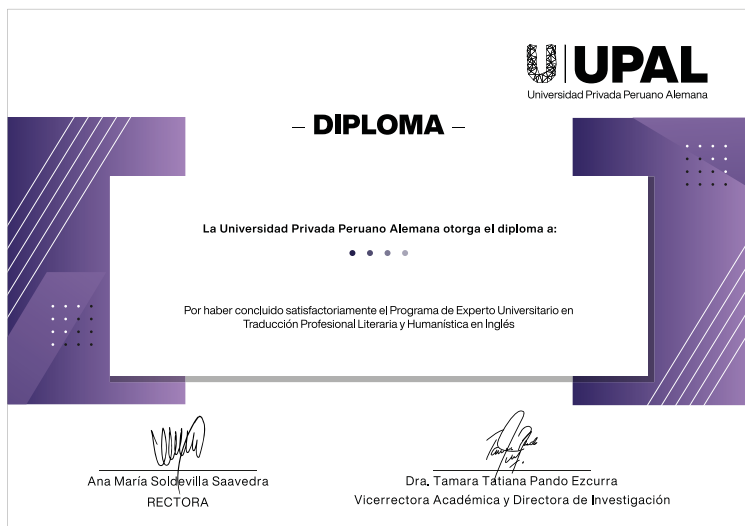 UPAL
Universidad Privada Peruano Alemana
– DIPLOMA –
La Universidad Privada Peruano Alemana otorga el diploma a:
Por haber concluido satisfactoriamente el Programa de Experto Universitario en
Traducción Profesional Literaria y Humanística en Inglés
Ana María Soldevilla Saavedra
RECTORA
Dra. Tamara Tatiana Pando Ezcurra
Vicerrectora Académica y Directora de Investigación